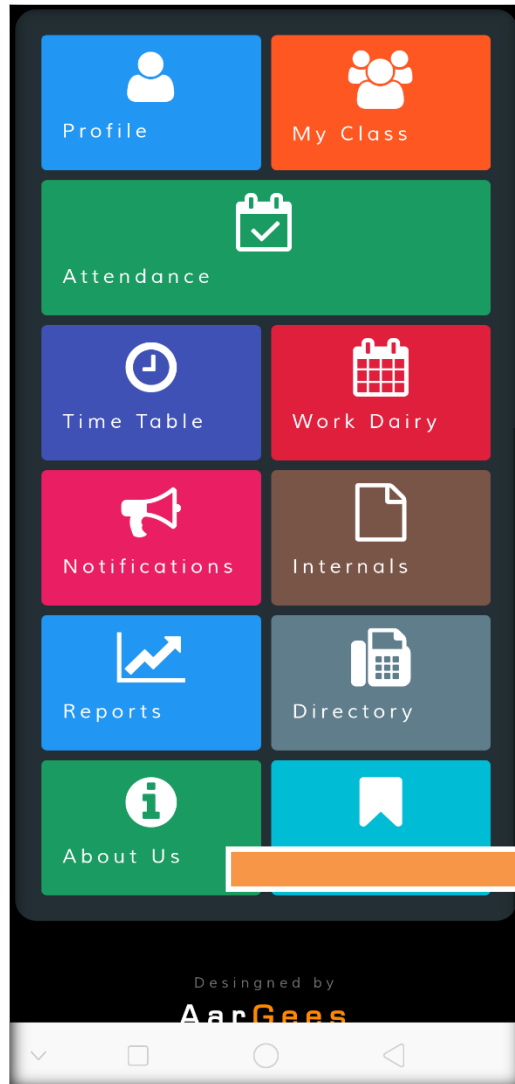 Profile
My Class
Attendance
Time Table
Work Dairy
Notifications
Internals
Reports
Directory
About Us
Desingned by
AarGees